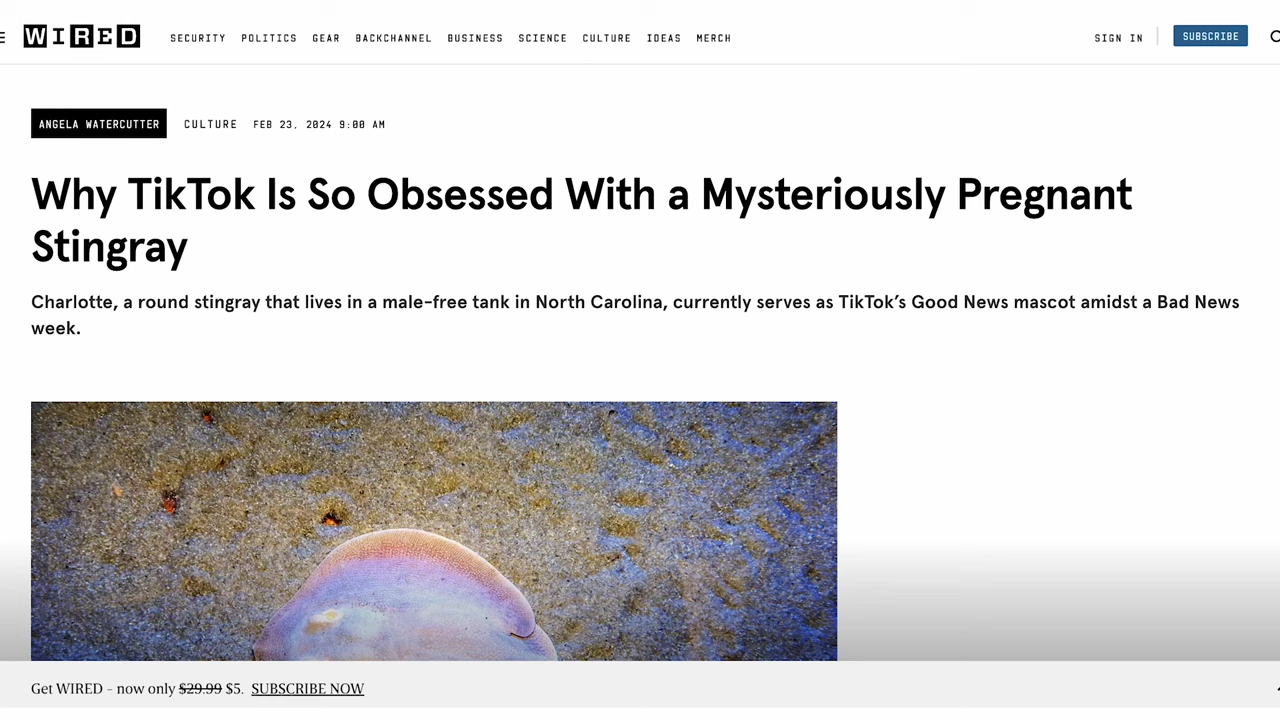 WIRED
SECURITY POLITICS GEAR BACKCHANNEL BUSINESS SCIENCE CULTURE IDEAS MERCH
SIGN IN
SUBSCRIBE
ANGELA WATERCUTTER CULTURE FEB 23, 2024 9:00 AM
Why TikTok Is So Obsessed With a Mysteriously Pregnant
Stingray
Charlotte, a round stingray that lives in a male-free tank in North Carolina, currently serves as TikTok’s Good News mascot amidst a Bad News
week.
Get WIRED - now only $29.99 $5. SUBSCRIBE NOW